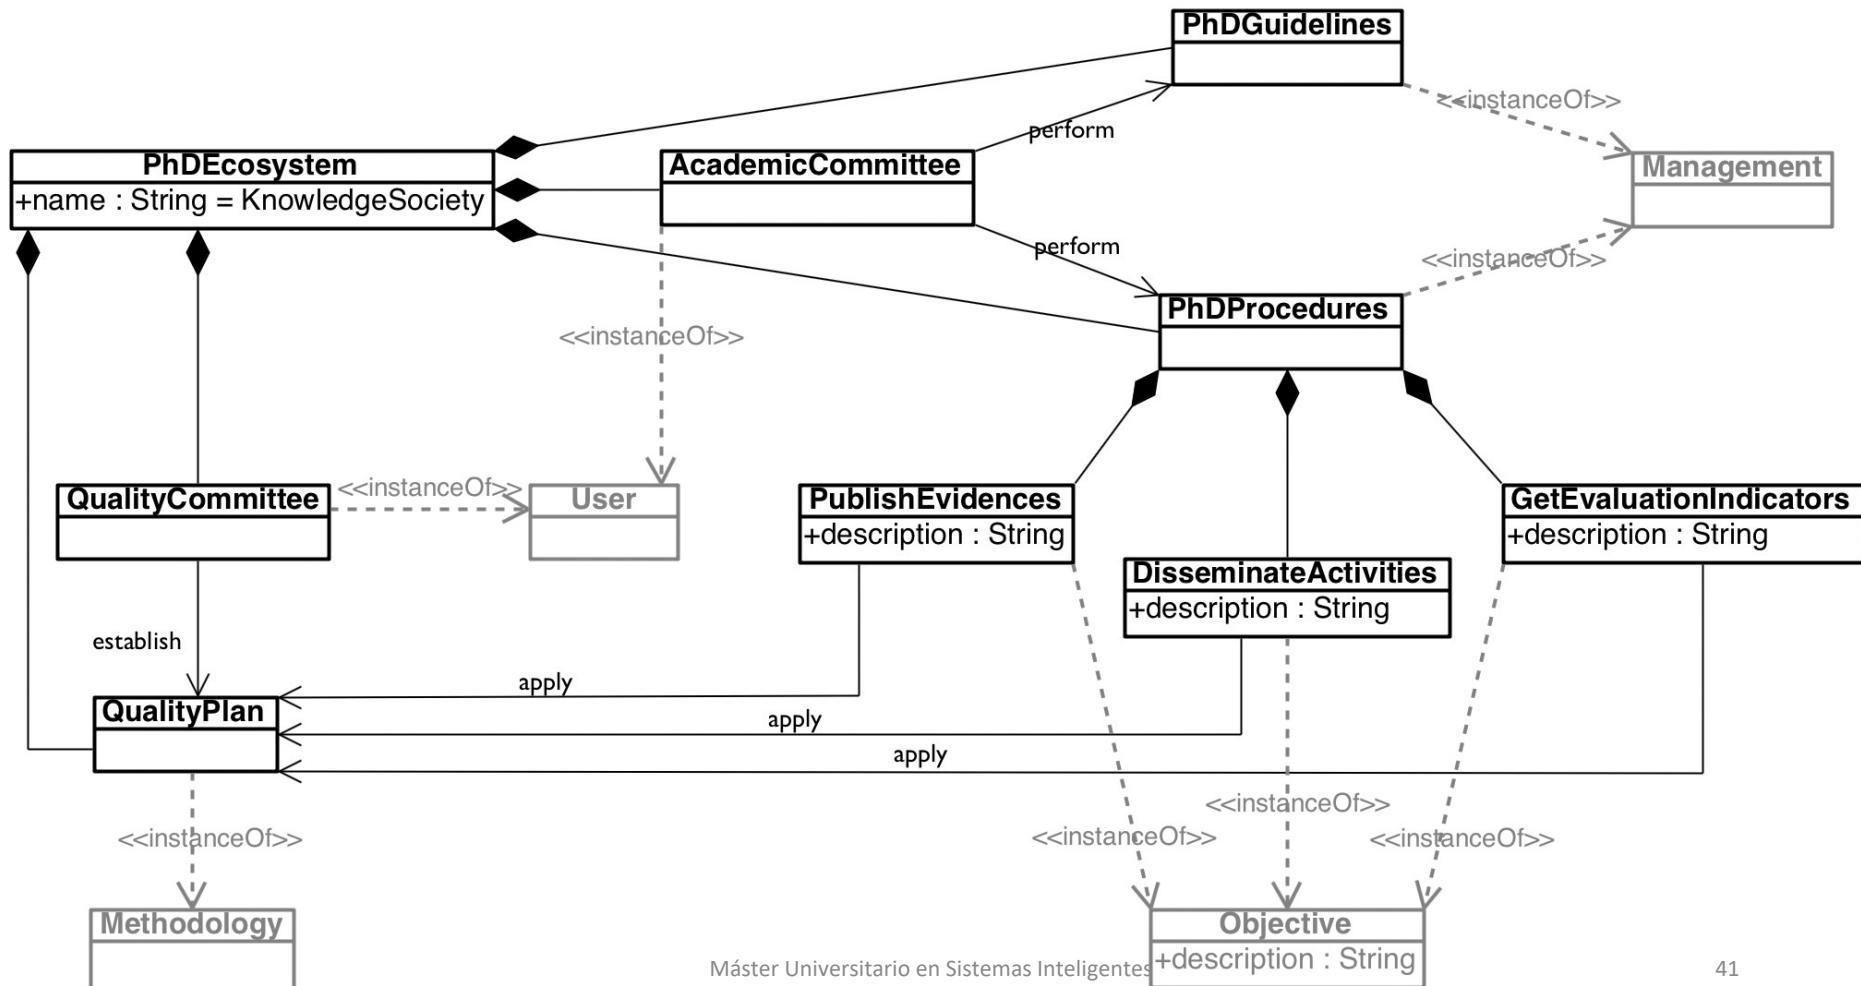 PhDGuidelines
<<instanceOf>>
perform
PhDEcosystem
+name : String = KnowledgeSociety
AcademicCommittee
Management
perform
<<instanceOf>>
PhDProcedures
<<instanceOf>>
QualityCommittee
<<instanceOf>>
User
PublishEvidences
+description : String
GetEvaluationIndicators
+description : String
DisseminateActivities
+description : String
establish
apply
QualityPlan
apply
apply
<<instanceOf>>
<<instanceOf>>
<<instanceOf>>
<<instanceOf>>
Methodology
Objective
+description : String
Máster Universitario en Sistemas Inteligentes
41